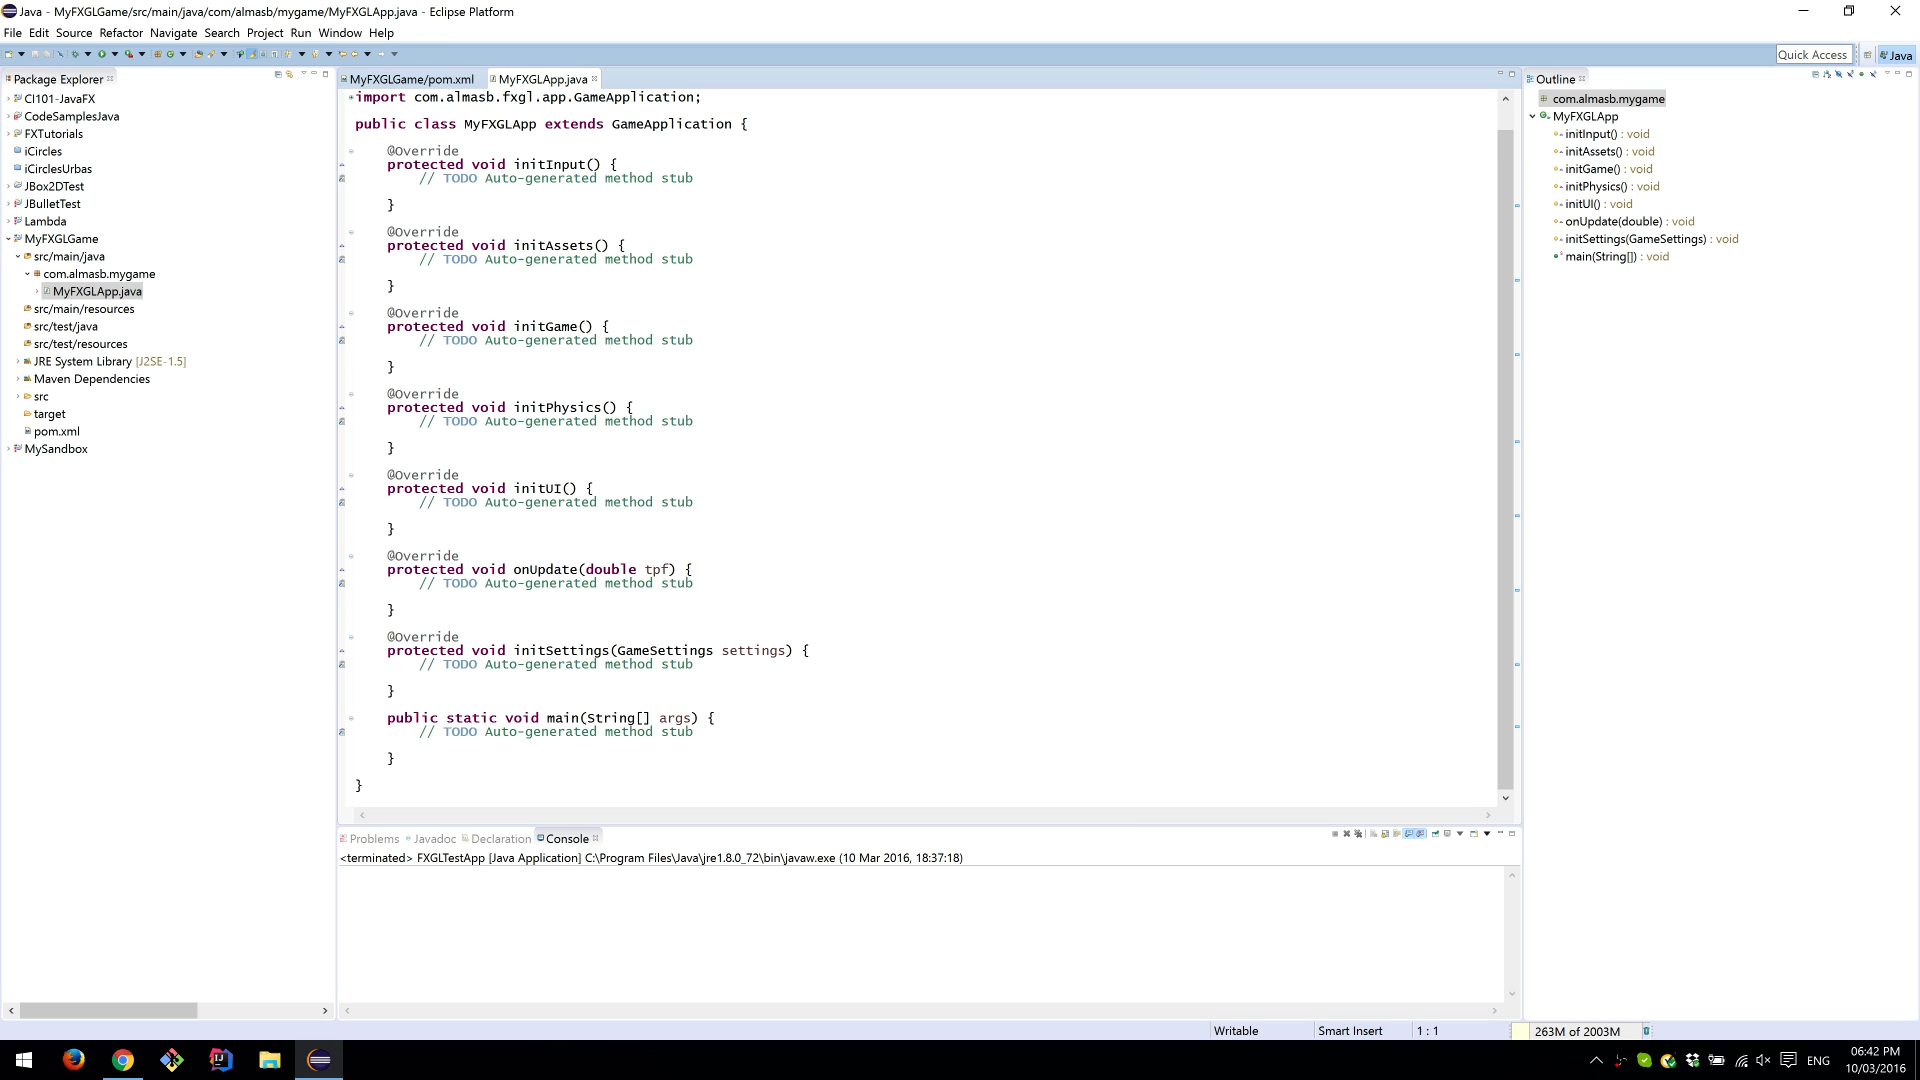 Java - MyFXGLGame/src/main/java/com/almasb/mygame/MyFXGLApp.java - Eclipse Platform
File Edit Source Refactor Navigate Search Project Run Window Help
Quick Access
Java
Package Explorer
CI101-JavaFX
CodeSamplesJava
FXTutorials
iCircles
iCirclesUrbas
JBox2DTest
JBulletTest
Lambda
MyFXGLGame
src/main/java
com.almasb.mygame
MyFXGLApp.java
src/main/resources
src/test/java
src/test/resources
JRE System Library [J2SE-1.5]
Maven Dependencies
src
target
pom.xml
MySandbox
MyFXGLGame/pom.xml MyFXGLApp.java
import com.almasb.fxgl.app.GameApplication;
public class MyFXGLApp extends GameApplication {
@Override
protected void initInput() {
// TODO Auto-generated method stub
}
@Override
protected void initAssets() {
// TODO Auto-generated method stub
}
@Override
protected void initGame() {
// TODO Auto-generated method stub
}
@Override
protected void initPhysics() {
// TODO Auto-generated method stub
}
@Override
protected void initUI() {
// TODO Auto-generated method stub
}
@Override
protected void onUpdate(double tpf) {
// TODO Auto-generated method stub
}
@Override
protected void initSettings(GameSettings settings) {
// TODO Auto-generated method stub
}
public static void main(String[] args) {
// TODO Auto-generated method stub
}
}
Problems Javadoc Declaration Console
<terminated> FXGLTestApp [Java Application] C:\Program Files\Java\jre1.8.0_72\bin\javaw.exe (10 Mar 2016, 18:37:18)
Outline
com.almasb.mygame
MyFXGLApp
initInput() : void
initAssets() : void
initGame() : void
initPhysics() : void
initUI() : void
onUpdate(double) : void
initSettings(GameSettings) : void
main(String[]) : void
Writable Smart Insert 1 : 1 263M of 2003M
ENG
06:42 PM
10/03/2016